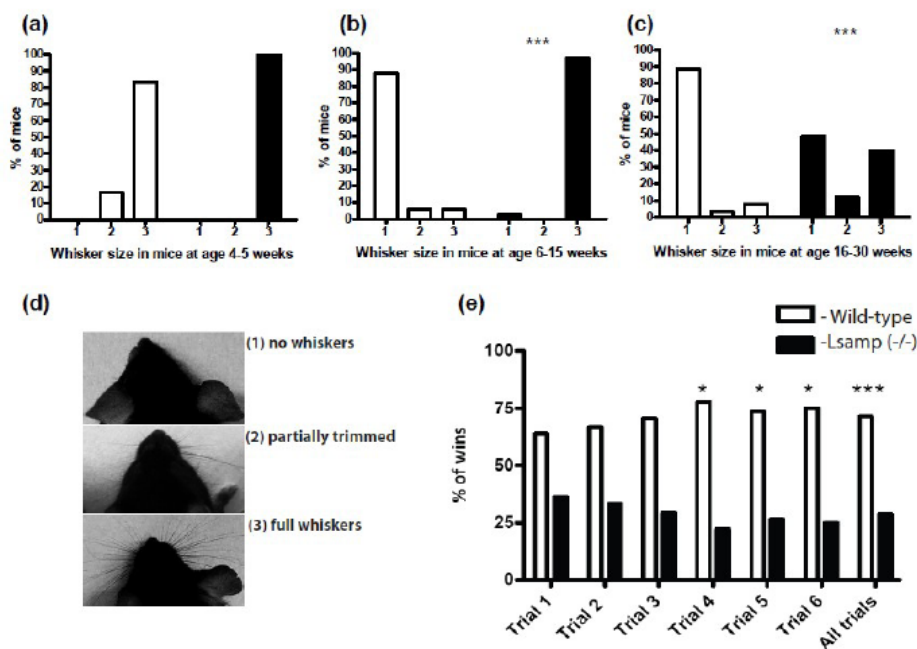 (a)
(b)
(c)
***
***
% of mice
100
90
80
70
60
50
40
30
20
10
0
1 2 3 1 2 3
Whisker size in mice at age 4-5 weeks
% of mice
100
90
80
70
60
50
40
30
20
10
0
1 2 3 1 2 3
Whisker size in mice at age 6-15 weeks
% of mice
100
90
80
70
60
50
40
30
20
10
0
1 2 3 1 2 3
Whisker size in mice at age 16-30 weeks
(d)
(1) no whiskers
(2) partially trimmed
(3) full whiskers
(e)
- Wild-type
-Lsamp (-/-)
% of wins
100
75
50
25
0
* * * ***
Trial 1
Trial 2
Trial 3
Trial 4
Trial 5
Trial 6
All trials